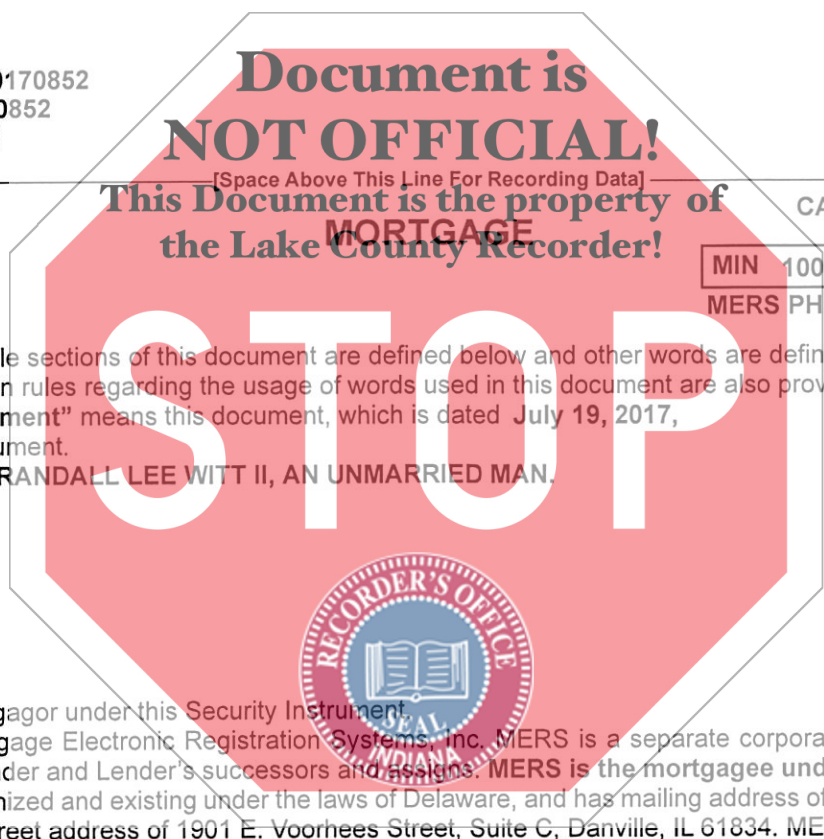 Document is
0170852
0852
NOT OFFICIAL!
[Space Above This Line For Recording Data]
This Document is the property of
MORTGAGE
the Lake County Recorder!
MIN 100
MERS PH
STOP
le sections of this document are defined below and other words are defin
n rules regarding the usage of words used in this document are also prov
ment” means this document, which is dated July 19, 2017,
ument.
RANDALL LEE WITT II, AN UNMARRIED MAN.
RECORDER'S OFFICE
SEAL
INDIANA
gagor under this Security Instrument.
gage Electronic Registration Systems, Inc. MERS is a separate corpora
der and Lender's successors and assigns. MERS is the mortgagee und
nized and existing under the laws of Delaware, and has mailing address of
reet address of 1901 E. Voorhees Street, Suite C, Danville, IL 61834. ME